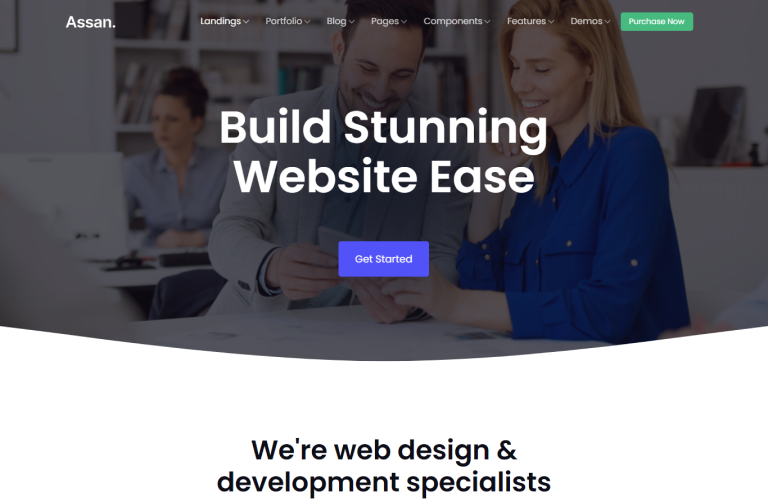 Assan.
Landings Portfolio Blog Pages Components Features Demos Purchase Now
Build Stunning
Website Ease
Get Started
We're web design &
development specialists